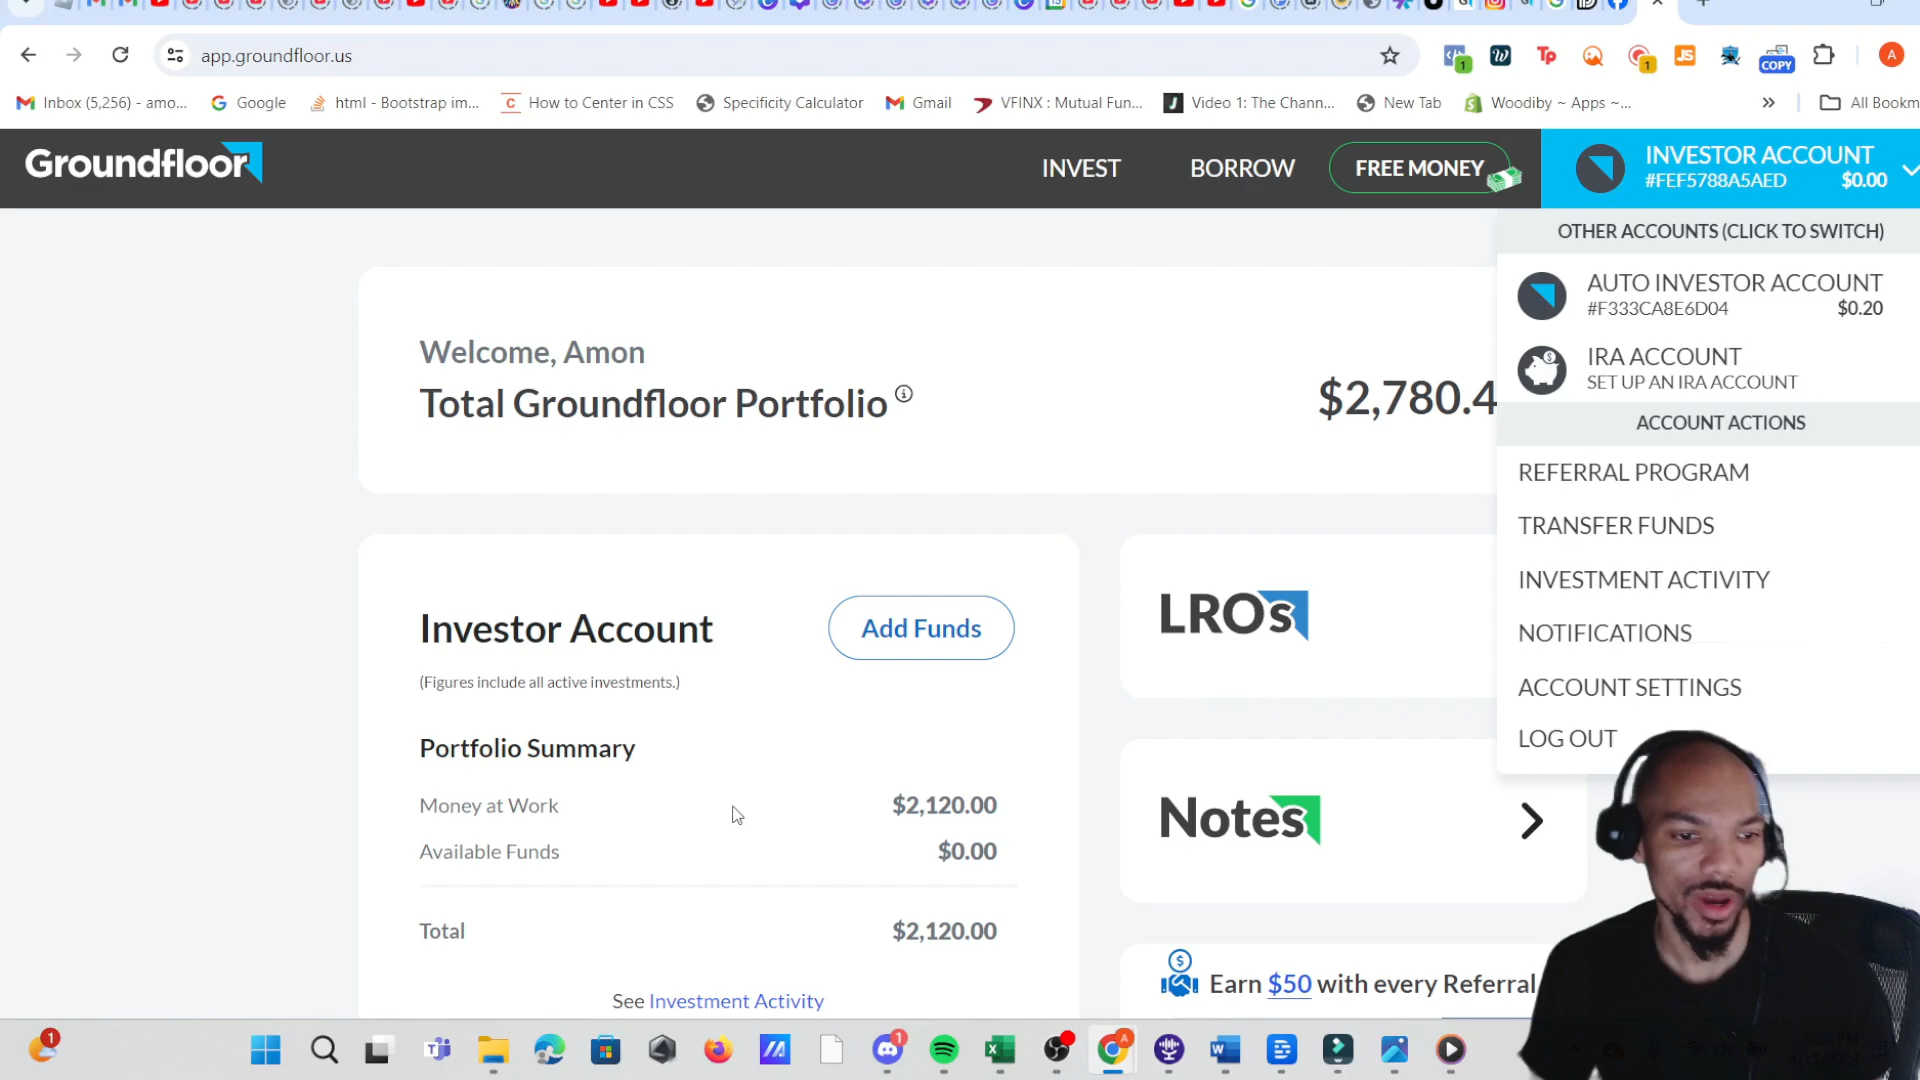 app.groundfloor.us
1
Tp
1
JS
COPY
A
Inbox (5,256) - amo...
Google
html - Bootstrap im...
How to Center in CSS
Specificity Calculator
Gmail
VFINX : Mutual Fun...
Video 1: The Chann...
New Tab
Woodiby ~ Apps ~...
All Bookm
Groundfloor
INVEST
BORROW
FREE MONEY
INVESTOR ACCOUNT
#FEF5788A5AED $0.00
OTHER ACCOUNTS (CLICK TO SWITCH)
AUTO INVESTOR ACCOUNT
#F333CA8E6D04 $0.20
IRA ACCOUNT
SET UP AN IRA ACCOUNT
ACCOUNT ACTIONS
REFERRAL PROGRAM
TRANSFER FUNDS
INVESTMENT ACTIVITY
NOTIFICATIONS
ACCOUNT SETTINGS
LOG OUT
Welcome, Amon
Total Groundfloor Portfolio
$2,780.4
Investor Account
Add Funds
(Figures include all active investments.)
Portfolio Summary
Money at Work $2,120.00
Available Funds $0.00
Total $2,120.00
See Investment Activity
LROs
Notes
Earn $50 with every Referral
1
1